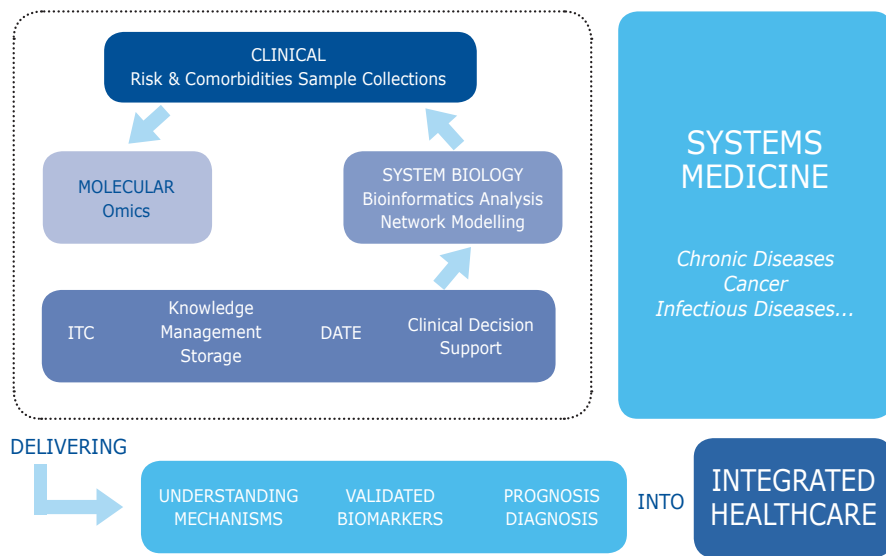 CLINICAL
Risk & Comorbidities Sample Collections
MOLECULAR
Omics
SYSTEM BIOLOGY
Bioinformatics Analysis
Network Modelling
ITC
Knowledge
Management
Storage
DATE
Clinical Decision
Support
SYSTEMS
MEDICINE
Chronic Diseases
Cancer
Infectious Diseases...
DELIVERING
UNDERSTANDING
MECHANISMS
VALIDATED
BIOMARKERS
PROGNOSIS
DIAGNOSIS
INTO
INTEGRATED
HEALTHCARE